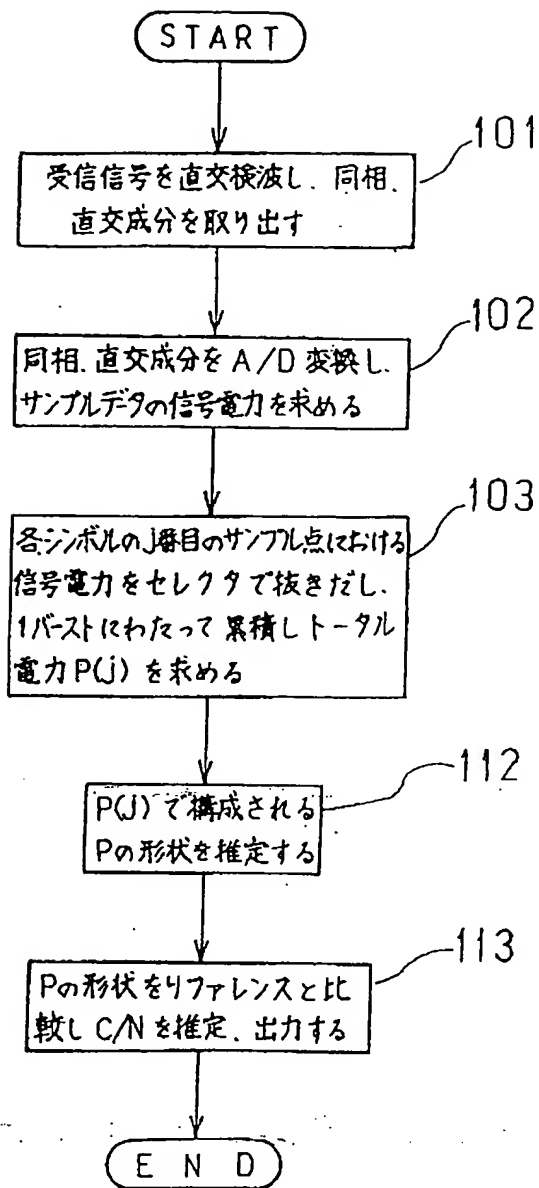 START
101
受信信号を直交検波し、同相、
直交成分を取り出す
102
同相、直交成分を A/D 変換し、
サンプルデータの信号電力を求める
103
各シンボルのj番目のサンプル点における
信号電力をセレクタで抜きだし、
1バーストにわたって累積しトータル
電力P(j)を求める
112
P(j)で構成される
Pの形状を推定する
113
Pの形状をリファレンスと比
較しC/Nを推定、出力する
END